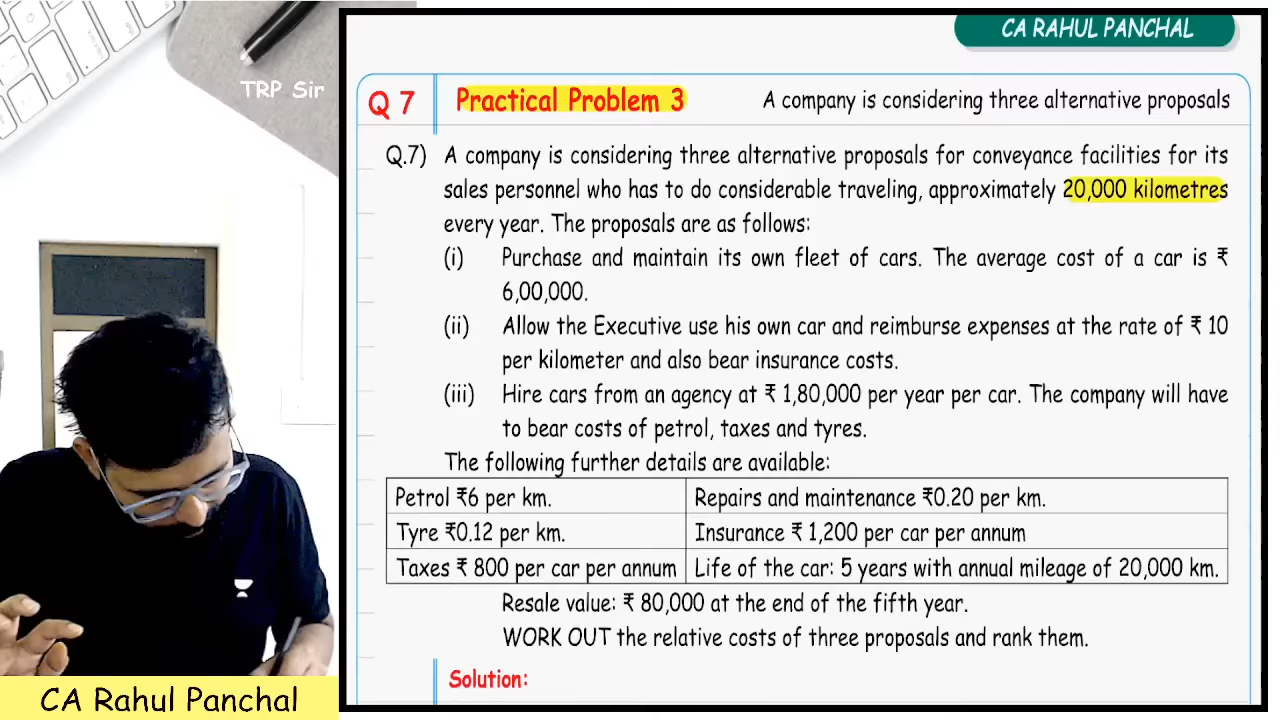 CA RAHUL PANCHAL
TRP Sir
Q 7 Practical Problem 3 A company is considering three alternative proposals
Q.7) A company is considering three alternative proposals for conveyance facilities for its
sales personnel who has to do considerable traveling, approximately 20,000 kilometres
every year. The proposals are as follows:
(i) Purchase and maintain its own fleet of cars. The average cost of a car is ₹
6,00,000.
(ii) Allow the Executive use his own car and reimburse expenses at the rate of ₹ 10
per kilometer and also bear insurance costs.
(iii) Hire cars from an agency at ₹ 1,80,000 per year per car. The company will have
to bear costs of petrol, taxes and tyres.
The following further details are available:
Petrol ₹6 per km. Repairs and maintenance ₹0.20 per km.
Tyre ₹0.12 per km. Insurance ₹ 1,200 per car per annum
Taxes ₹ 800 per car per annum Life of the car: 5 years with annual mileage of 20,000 km.
Resale value: ₹ 80,000 at the end of the fifth year.
WORK OUT the relative costs of three proposals and rank them.
Solution:
CA Rahul Panchal